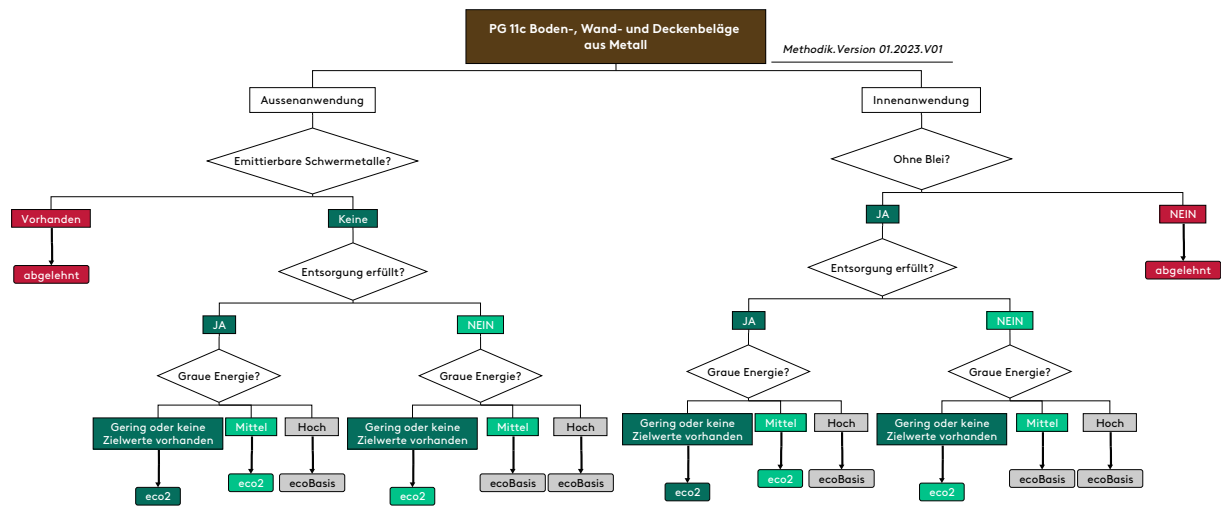 PG 11c Boden-, Wand- und Deckenbeläge
aus Metall
Methodik.Version 01.2023.V01
Aussenanwendung
Innenanwendung
Emittierbare Schwermetalle?
Ohne Blei?
Vorhanden
Keine
JA
NEIN
abgelehnt
Entsorgung erfüllt?
Entsorgung erfüllt?
abgelehnt
JA
NEIN
JA
NEIN
Graue Energie?
Graue Energie?
Graue Energie?
Graue Energie?
Gering oder keine
Zielwerte vorhanden
Mittel
Hoch
Gering oder keine
Zielwerte vorhanden
Mittel
Hoch
Gering oder keine
Zielwerte vorhanden
Mittel
Hoch
Gering oder keine
Zielwerte vorhanden
Mittel
Hoch
eco2
eco2
ecoBasis
eco2
ecoBasis
ecoBasis
eco2
eco2
ecoBasis
eco2
ecoBasis
ecoBasis